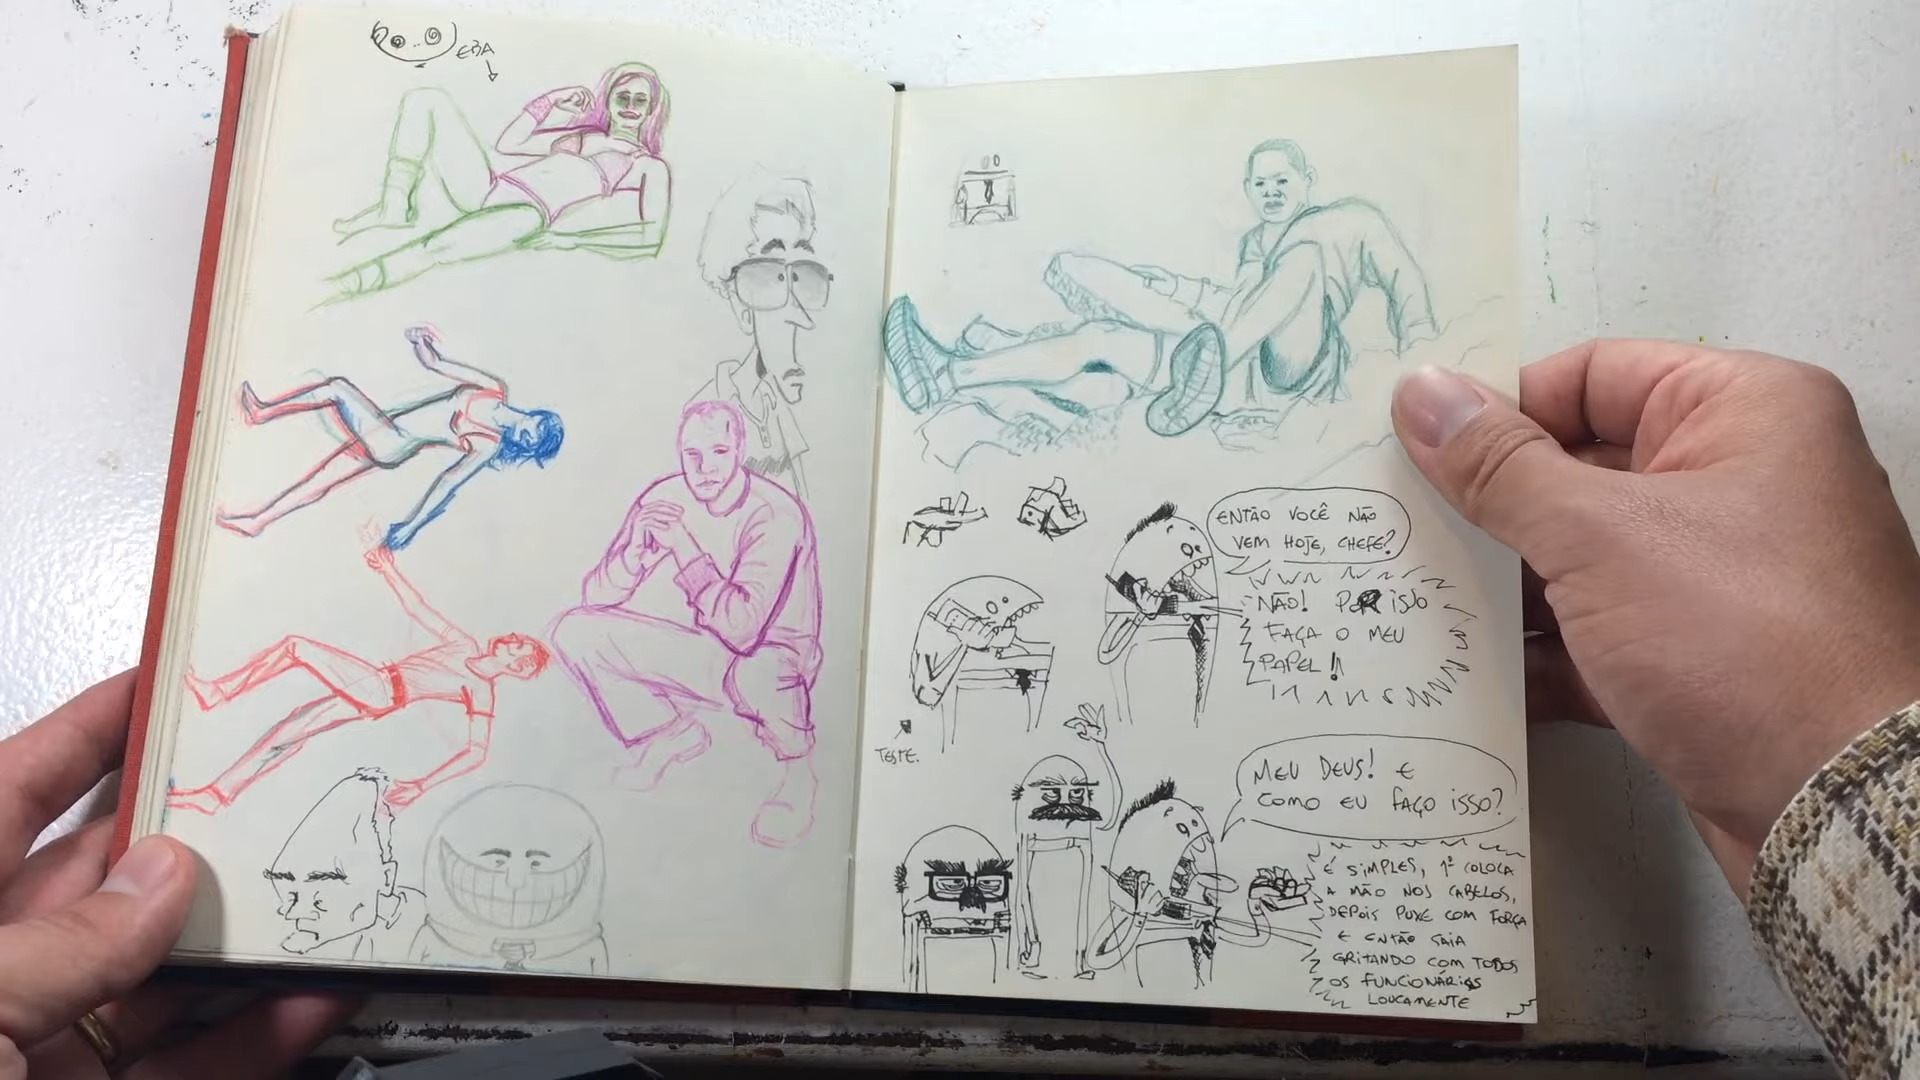 EBA
ENTÃO VOCÊ NÃO
VEM HOJE, CHEFE?
NÃO! POR ISSO
FAÇA O MEU
PAPEL!!
TESTE.
MEU DEUS! E
COMO EU FAÇO ISSO?
É SIMPLES, 1º COLOCA
A MÃO NOS CABELOS,
DEPOIS PUXE COM FORÇA
E ENTÃO SAIA
GRITANDO COM TODOS
OS FUNCIONÁRIOS
LOUCAMENTE